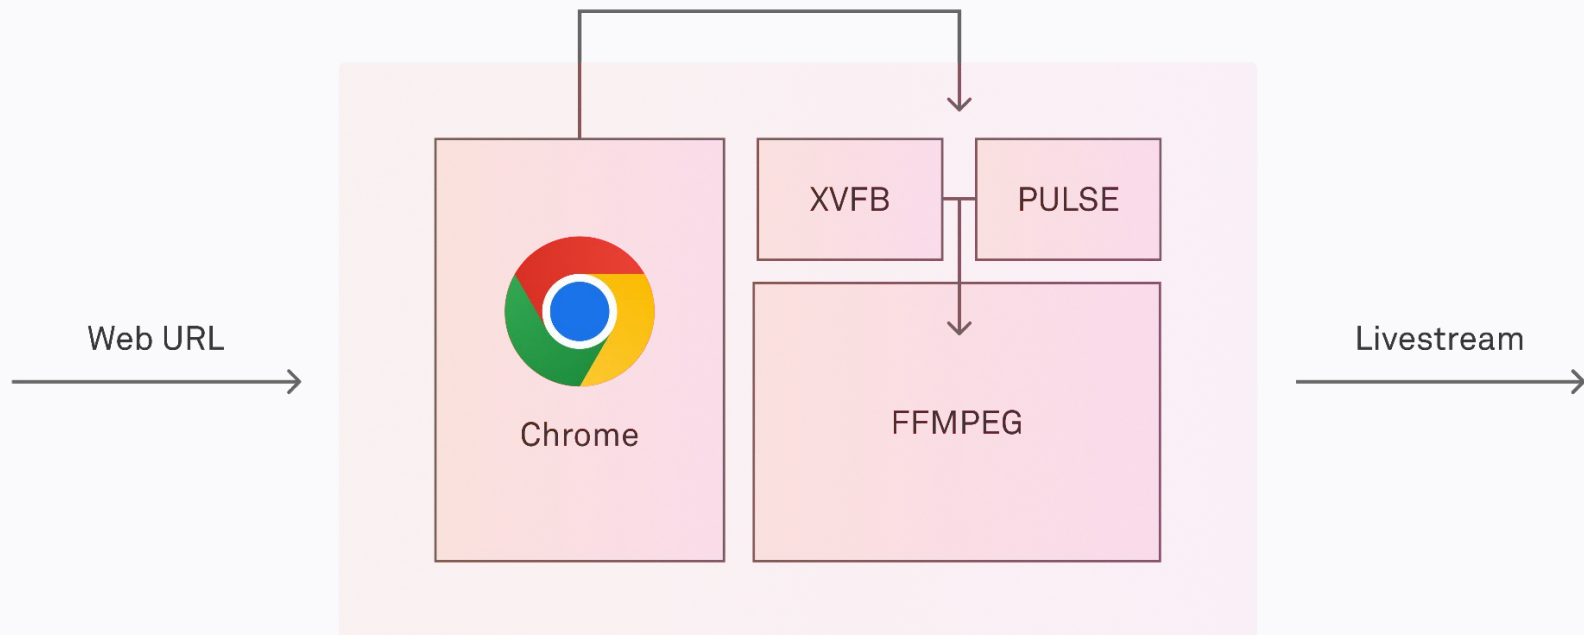 Web URL
Chrome
XVFB
PULSE
FFMPEG
Livestream